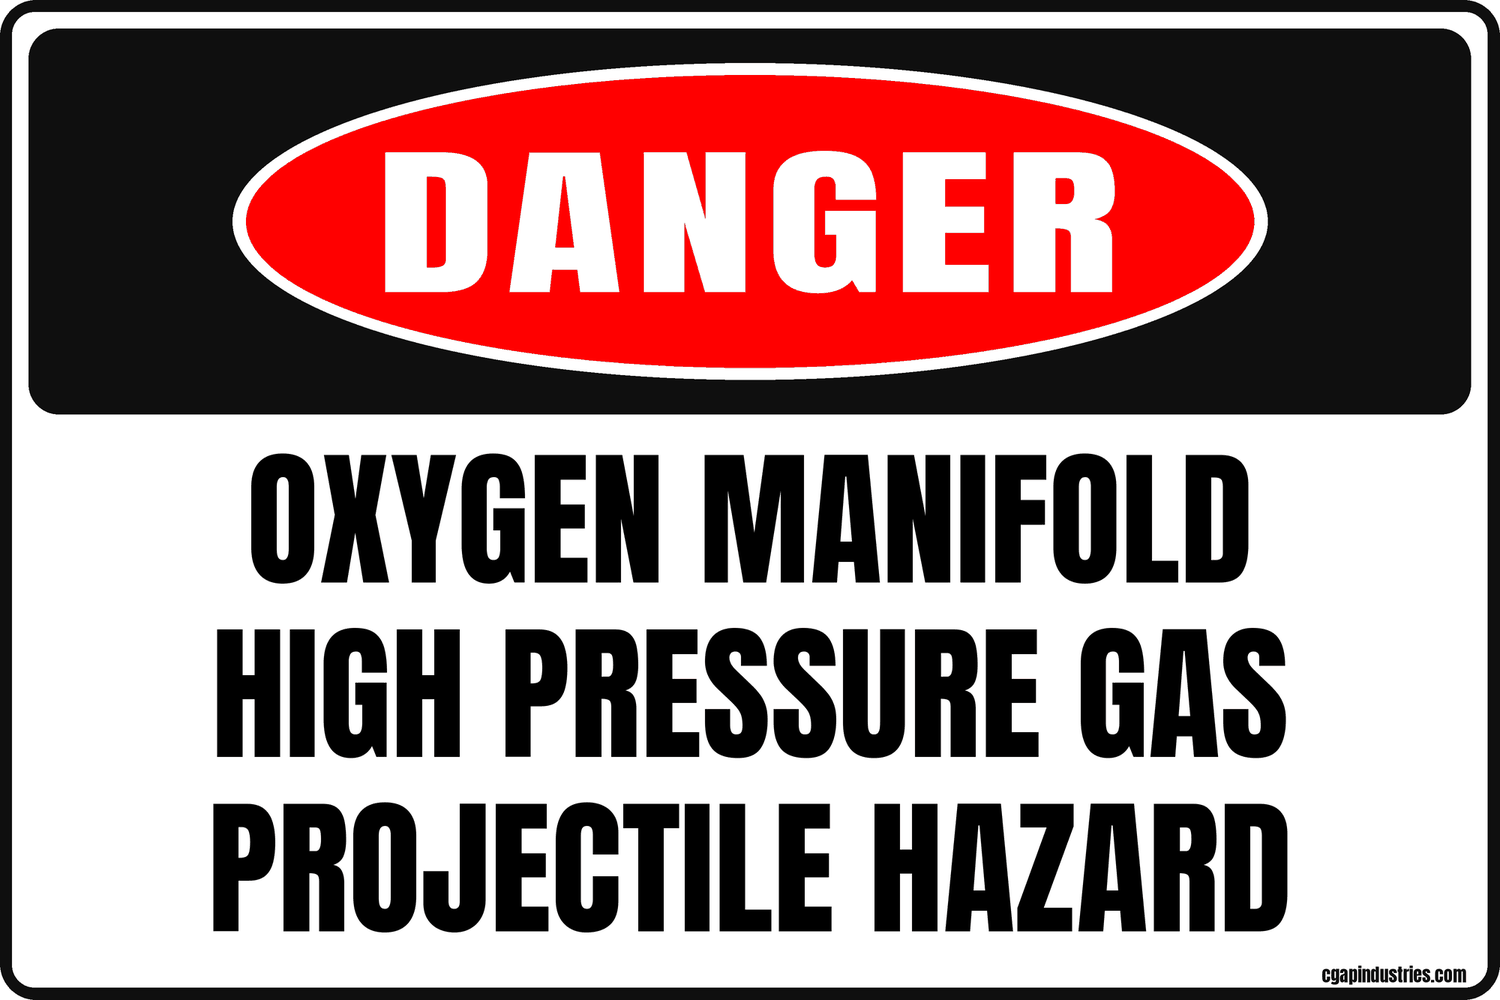 DANGER
OXYGEN MANIFOLD
HIGH PRESSURE GAS
PROJECTILE HAZARD
cgapindustries.com